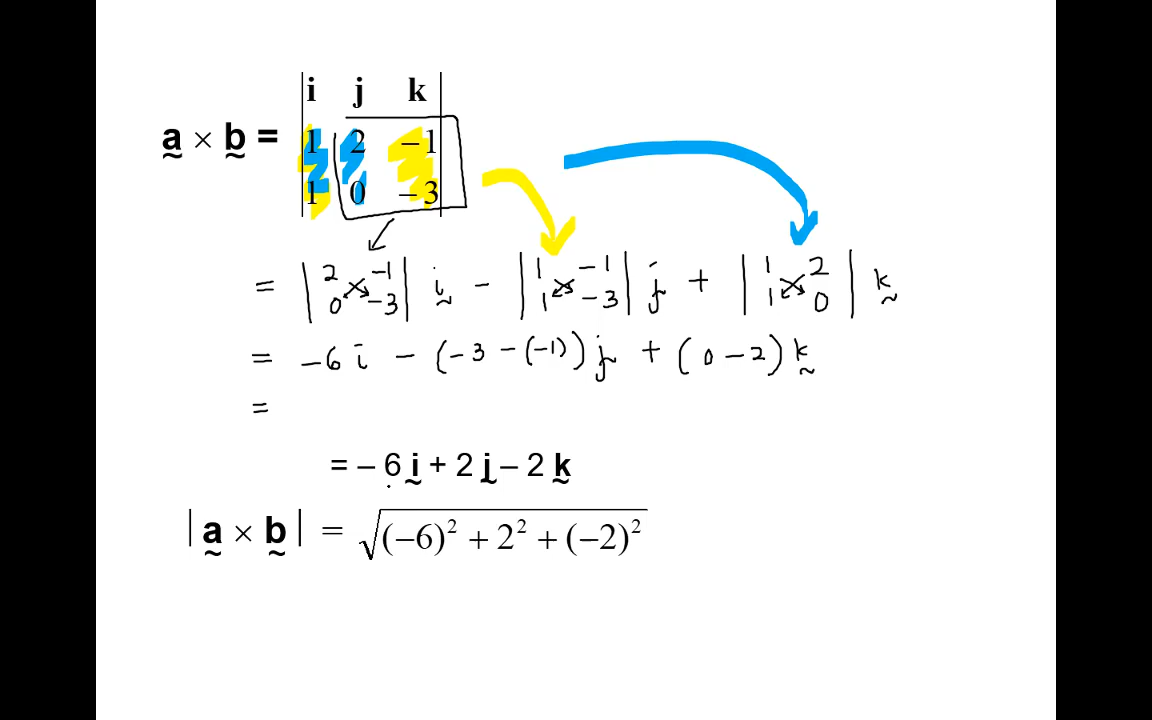 i j k
a × b = | 1 2 −1 |
1 0 −3
= | 2 −1 | i − | 1 −1 | j + | 1 2 | k
0 −3 1 −3 1 0
= −6 i − (−3 − (−1)) j + (0 − 2) k
=
= – 6 i + 2 j – 2 k
| a × b | = √(−6)² + 2² + (−2)²